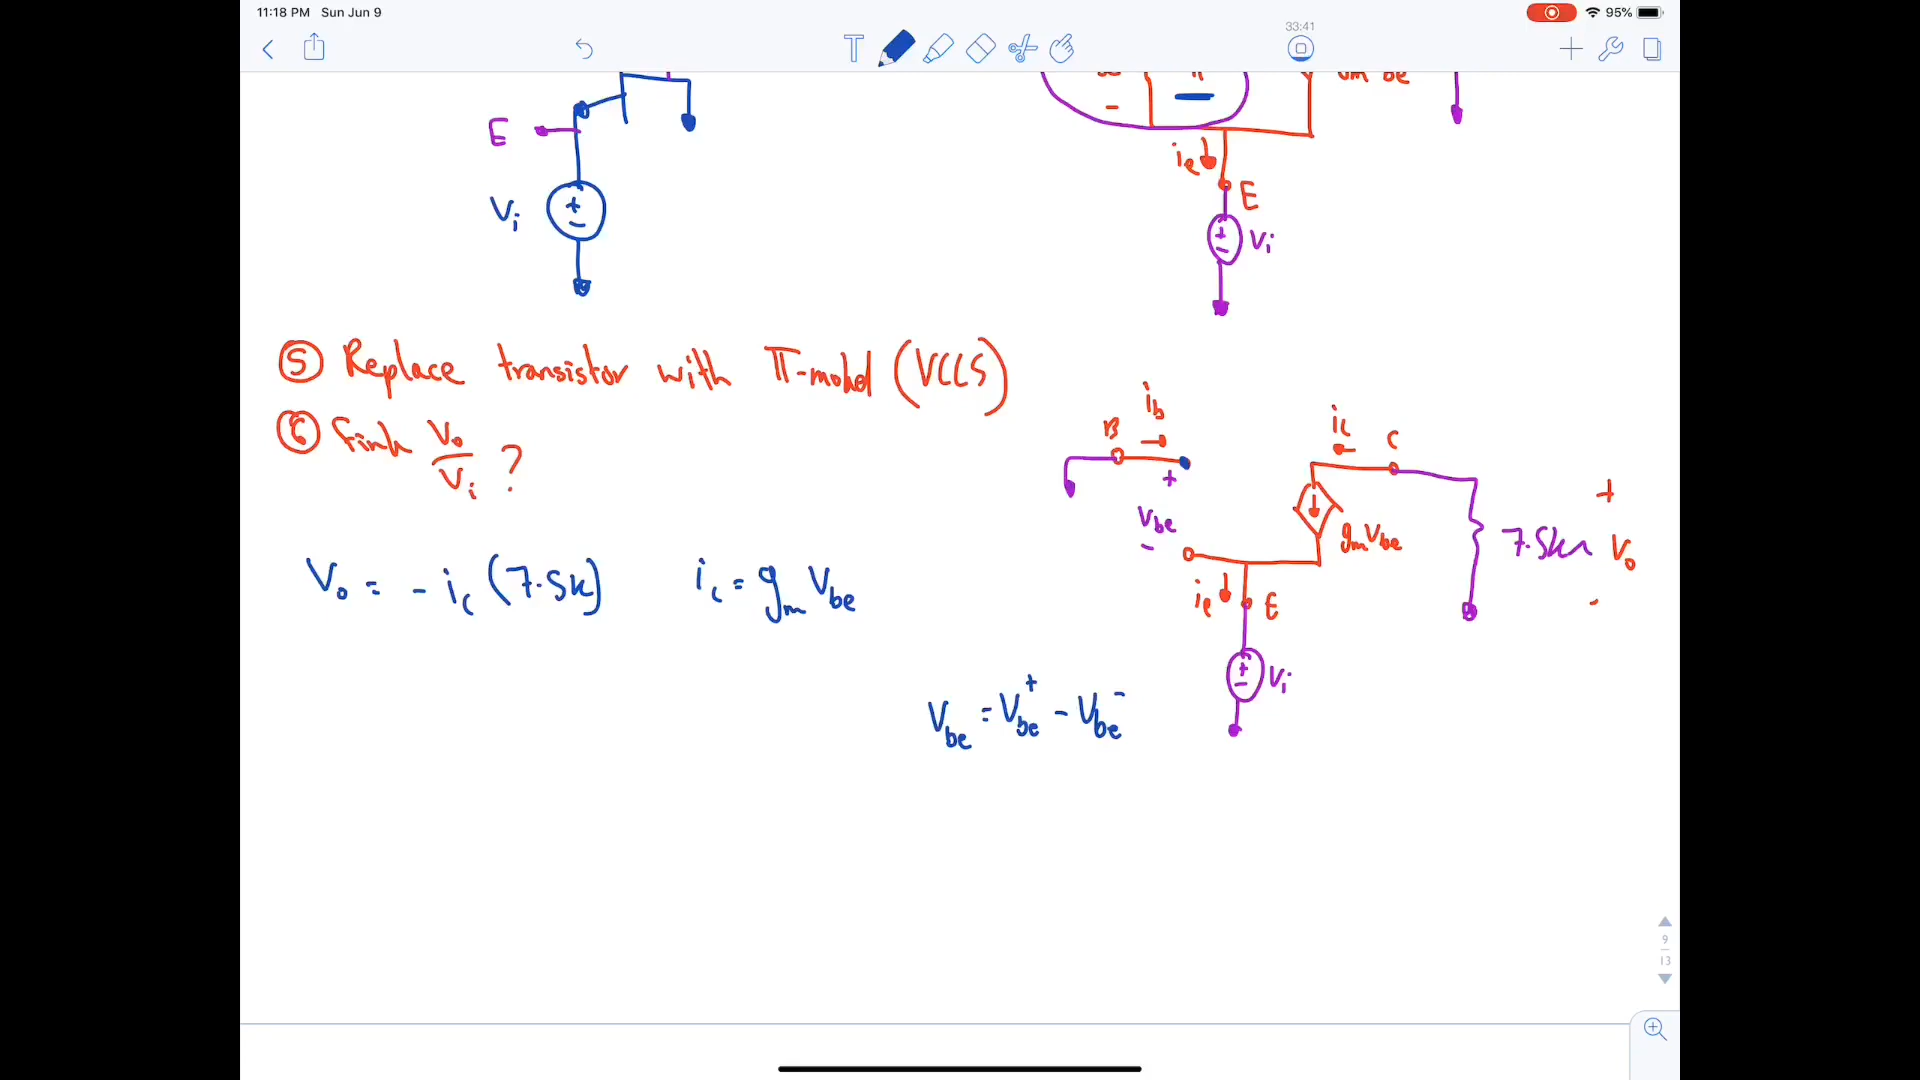 11:18 PM Sun Jun 9
95%
33:41
T
E
Vi
+
-
-
gm Vbe
ie
E
+
-
Vi
⑤ Replace transistor with π-model (VCCS)
⑥ Find Vo/Vi ?
B
ib
+
Vbe
-
ic
C
gmVbe
7.5kΩ
+
Vo
-
ie
E
+
-
Vi
Vo = - ic (7.5k) ic = gm Vbe
Vbe = Vbe⁺ - Vbe⁻
9
13